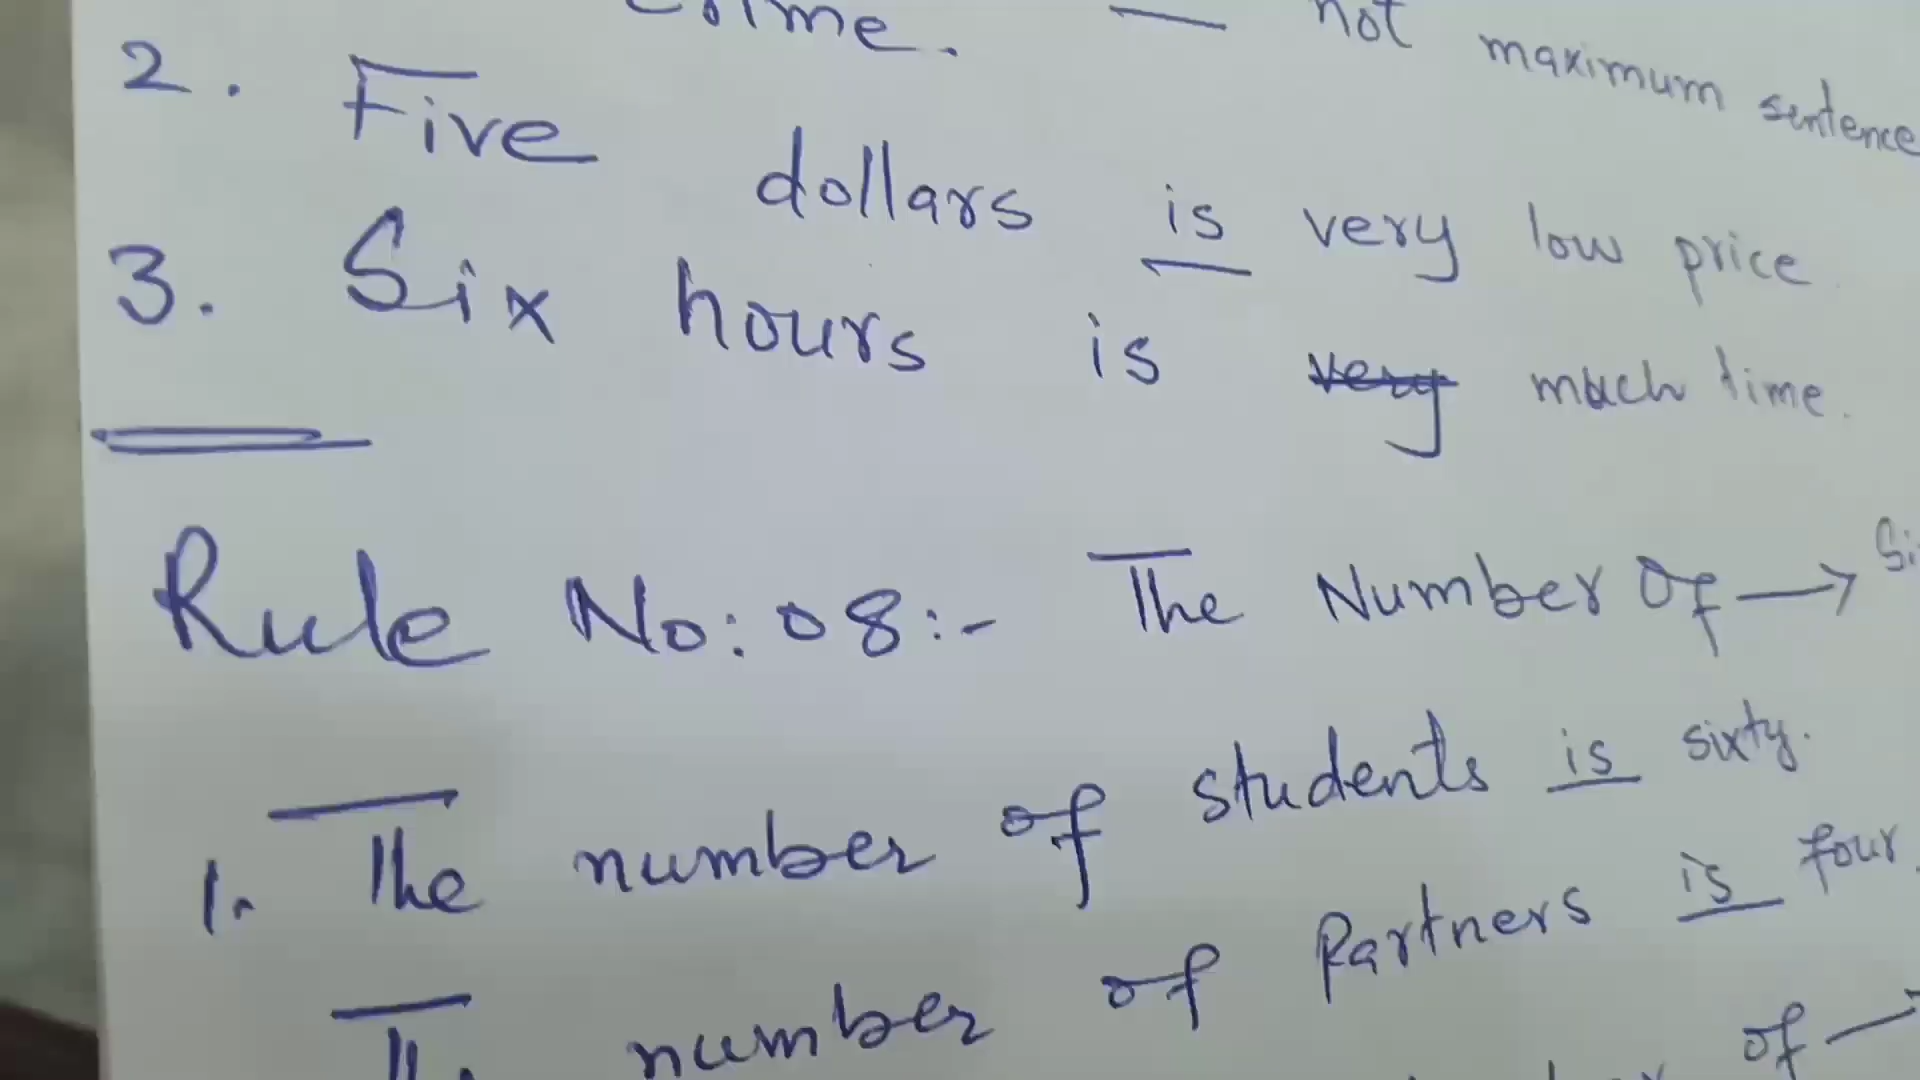 not maximum sentence
2. Five dollars is very low price
3. Six hours is very much time.
Rule No: 08:- The Number Of →
1. The number of students is sixty.
The number of Partners is four.
of